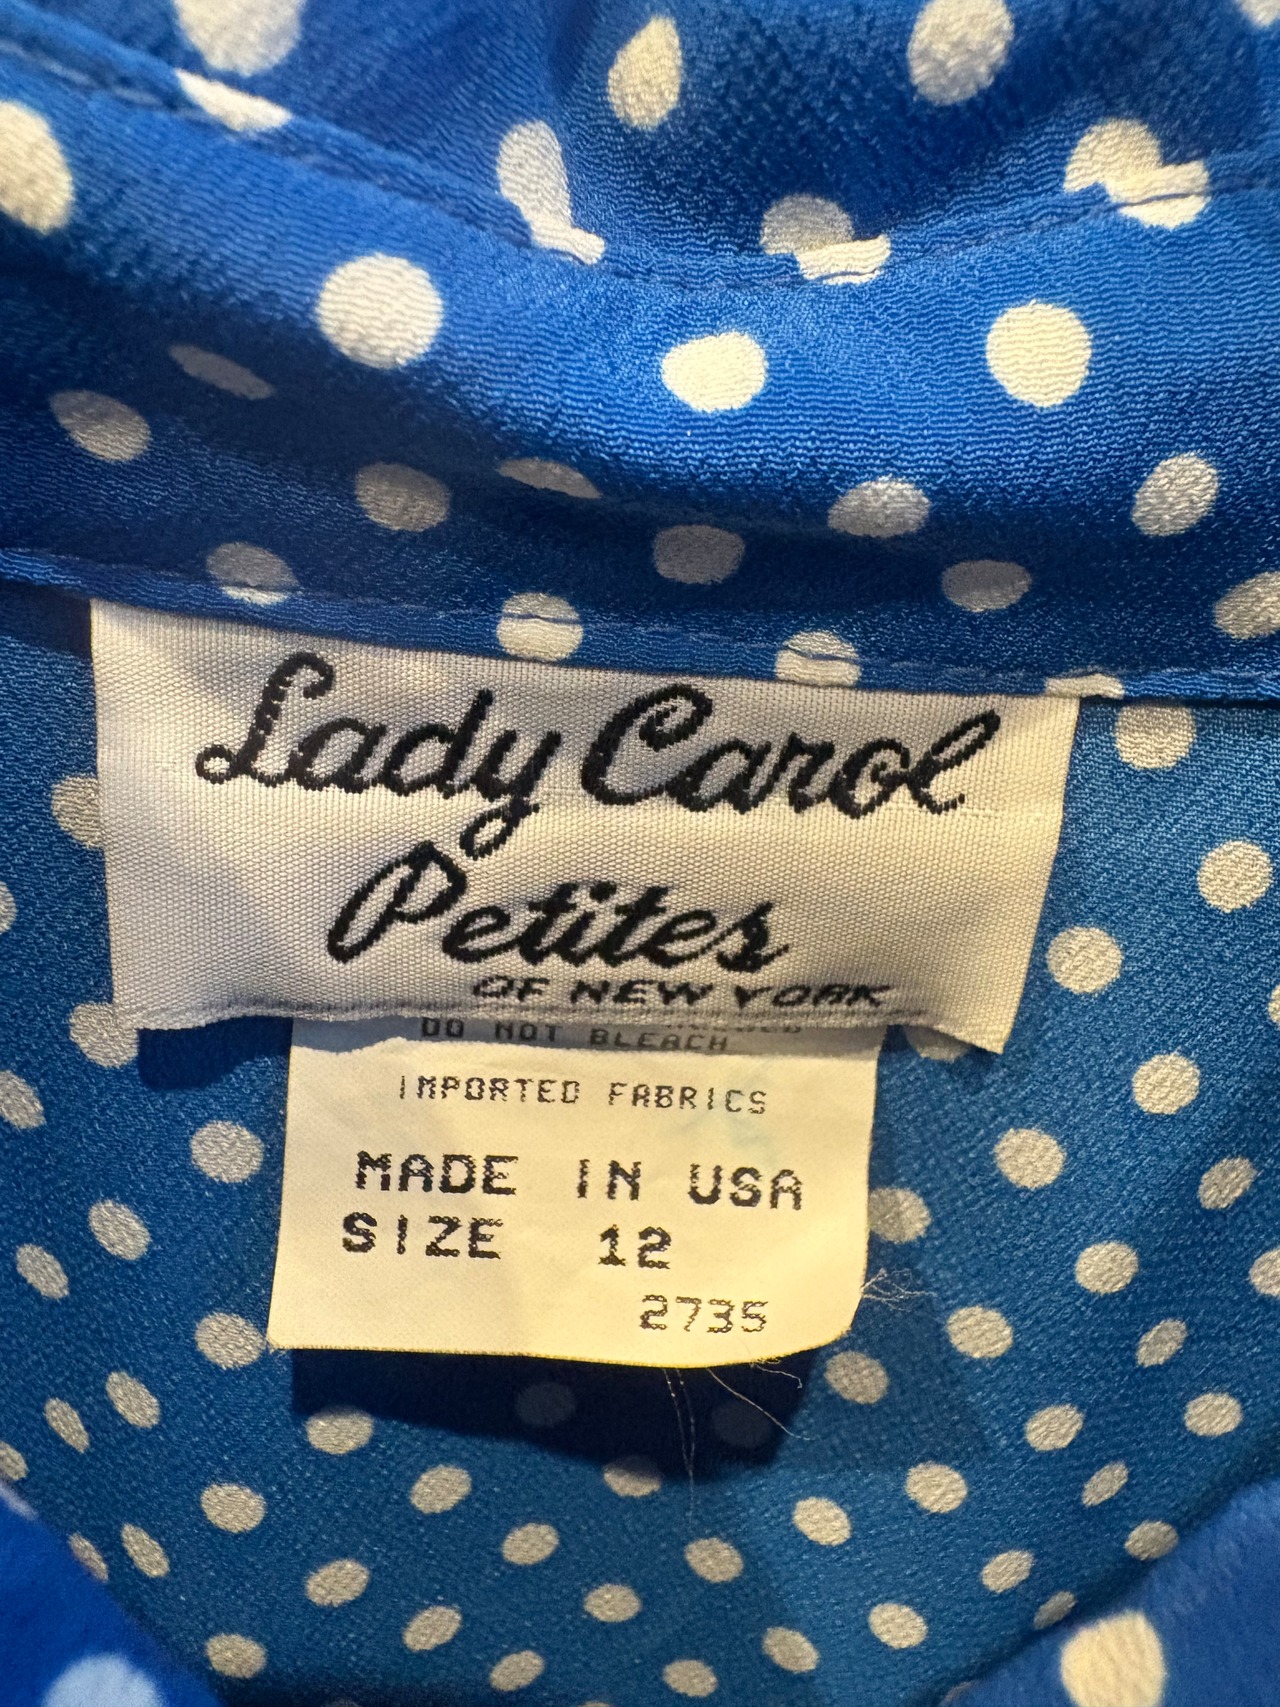 Lady Carol
Petites
OF NEW YORK
DO NOT BLEACH
IMPORTED FABRICS
MADE IN USA
SIZE 12
2735